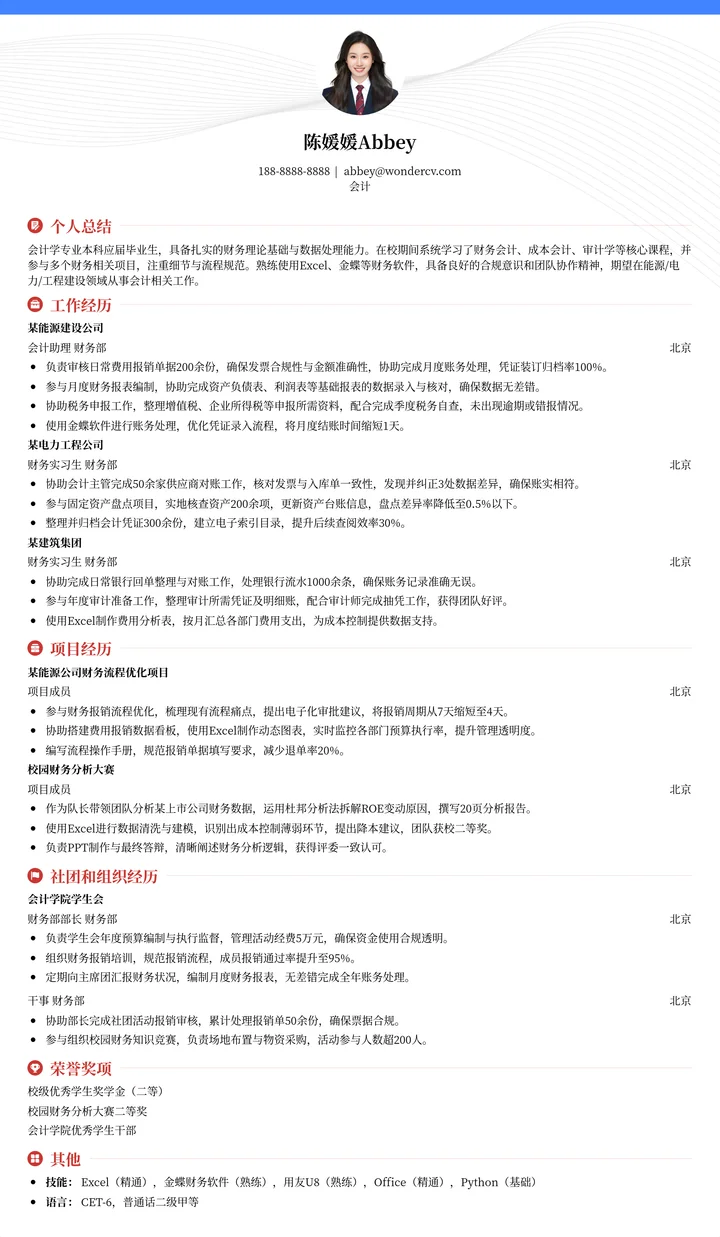 陈媛媛Abbey
188-8888-8888 | abbey@wondercv.com
会计
个人总结
会计学专业本科应届毕业生，具备扎实的财务理论基础与数据处理能力。在校期间系统学习了财务会计、成本会计、审计学等核心课程，并
参与多个财务相关项目，注重细节与流程规范。熟练使用Excel、金蝶等财务软件，具备良好的合规意识和团队协作精神，期望在能源/电
力/工程建设领域从事会计相关工作。
工作经历
某能源建设公司
会计助理 财务部 北京
• 负责审核日常费用报销单据200余份，确保发票合规性与金额准确性，协助完成月度账务处理，凭证装订归档率100%。
• 参与月度财务报表编制，协助完成资产负债表、利润表等基础报表的数据录入与核对，确保数据无差错。
• 协助税务申报工作，整理增值税、企业所得税等申报所需资料，配合完成季度税务自查，未出现逾期或错报情况。
• 使用金蝶软件进行账务处理，优化凭证录入流程，将月度结账时间缩短1天。
某电力工程公司
财务实习生 财务部 北京
• 协助会计主管完成50余家供应商对账工作，核对发票与入库单一致性，发现并纠正3处数据差异，确保账实相符。
• 参与固定资产盘点项目，实地核查资产200余项，更新资产台账信息，盘点差异率降低至0.5%以下。
• 整理并归档会计凭证300余份，建立电子索引目录，提升后续查阅效率30%。
某建筑集团
财务实习生 财务部 北京
• 协助完成日常银行回单整理与对账工作，处理银行流水1000余条，确保账务记录准确无误。
• 参与年度审计准备工作，整理审计所需凭证及明细账，配合审计师完成抽凭工作，获得团队好评。
• 使用Excel制作费用分析表，按月汇总各部门费用支出，为成本控制提供数据支持。
项目经历
某能源公司财务流程优化项目
项目成员 北京
• 参与财务报销流程优化，梳理现有流程痛点，提出电子化审批建议，将报销周期从7天缩短至4天。
• 协助搭建费用报销数据看板，使用Excel制作动态图表，实时监控各部门预算执行率，提升管理透明度。
• 编写流程操作手册，规范报销单据填写要求，减少退单率20%。
校园财务分析大赛
项目成员 北京
• 作为队长带领团队分析某上市公司财务数据，运用杜邦分析法拆解ROE变动原因，撰写20页分析报告。
• 使用Excel进行数据清洗与建模，识别出成本控制薄弱环节，提出降本建议，团队获校二等奖。
• 负责PPT制作与最终答辩，清晰阐述财务分析逻辑，获得评委一致认可。
社团和组织经历
会计学院学生会
财务部部长 财务部 北京
• 负责学生会年度预算编制与执行监督，管理活动经费5万元，确保资金使用合规透明。
• 组织财务报销培训，规范报销流程，成员报销通过率提升至95%。
• 定期向主席团汇报财务状况，编制月度财务报表，无差错完成全年账务处理。
干事 财务部 北京
• 协助部长完成社团活动报销审核，累计处理报销单50余份，确保票据合规。
• 参与组织校园财务知识竞赛，负责场地布置与物资采购，活动参与人数超200人。
荣誉奖项
校级优秀学生奖学金（二等）
校园财务分析大赛二等奖
会计学院优秀学生干部
其他
• 技能： Excel（精通）, 金蝶财务软件（熟练）, 用友U8（熟练）, Office（精通）, Python（基础）
• 语言： CET-6，普通话二级甲等